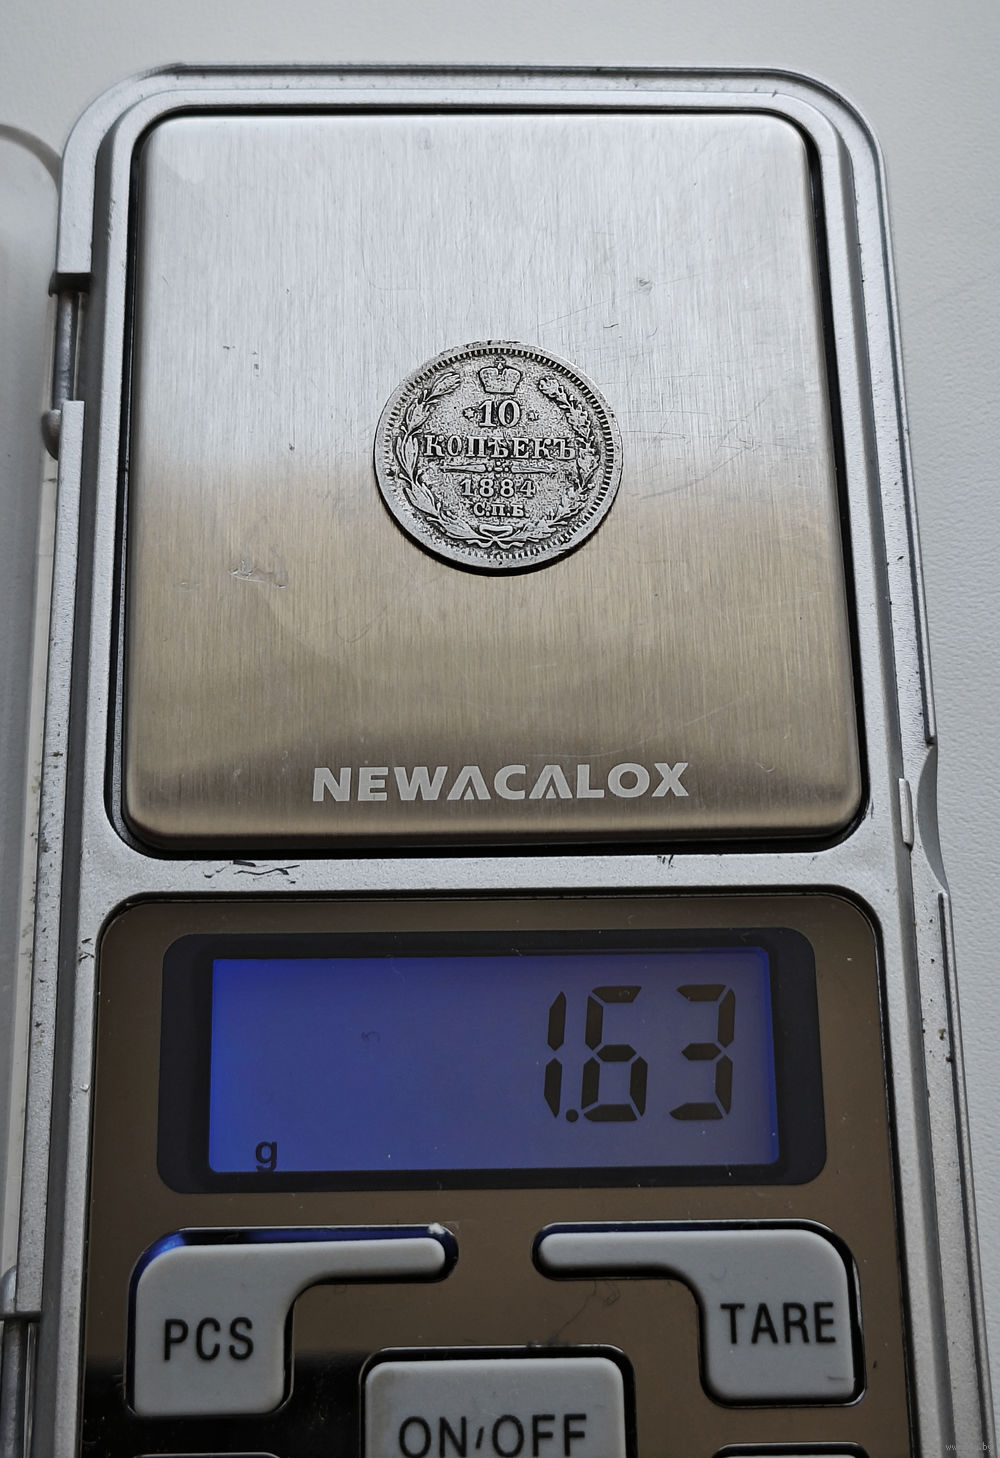 10
КОПѢЕКЪ
1884
С.П.Б.
NEWACALOX
1.63
g
PCS
TARE
ON/OFF